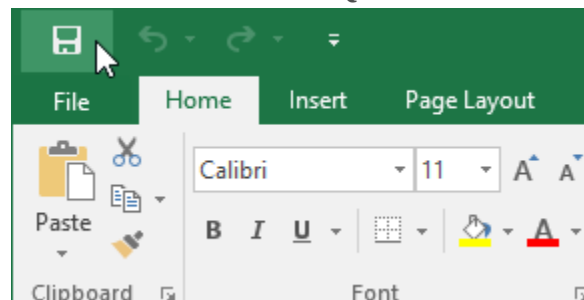 File Home Insert Page Layout
Calibri 11 A A
Paste
B I U A
Clipboard Font